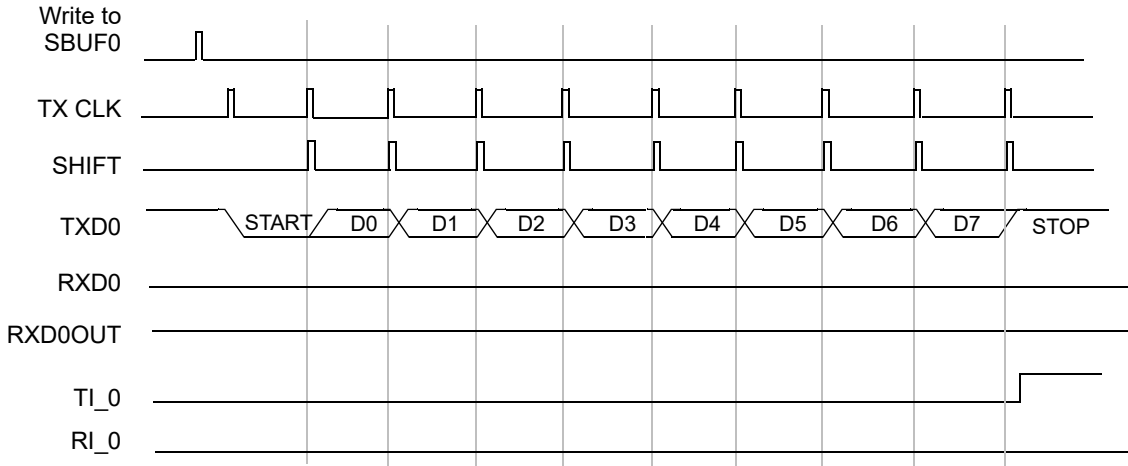 Write to
SBUF0
TX CLK
SHIFT
TXD0 START D0 D1 D2 D3 D4 D5 D6 D7 STOP
RXD0
RXD0OUT
TI_0
RI_0